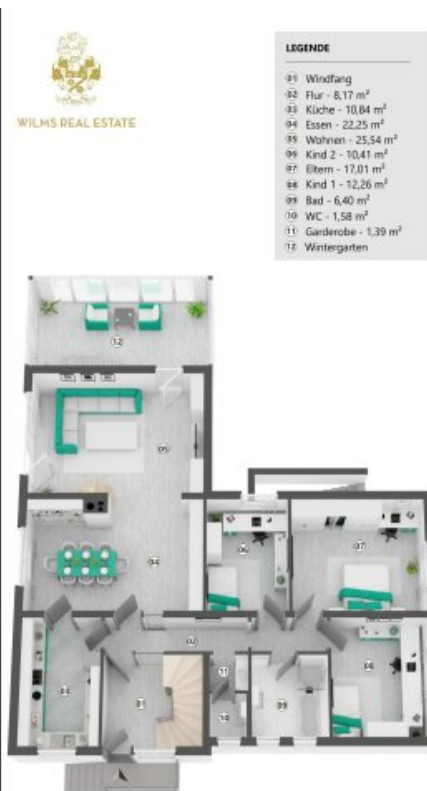 WILMS REAL ESTATE
LEGENDE
01 Windfang
02 Flur - 8,17 m²
03 Küche - 10,84 m²
04 Essen - 22,25 m²
05 Wohnen - 25,54 m²
06 Kind 2 - 10,41 m²
07 Eltern - 17,01 m²
08 Kind 1 - 12,26 m²
09 Bad - 6,40 m²
10 WC - 1,58 m²
11 Garderobe - 1,39 m²
12 Wintergarten
12
05
04
06
07
02
03
01
11
10
09
08